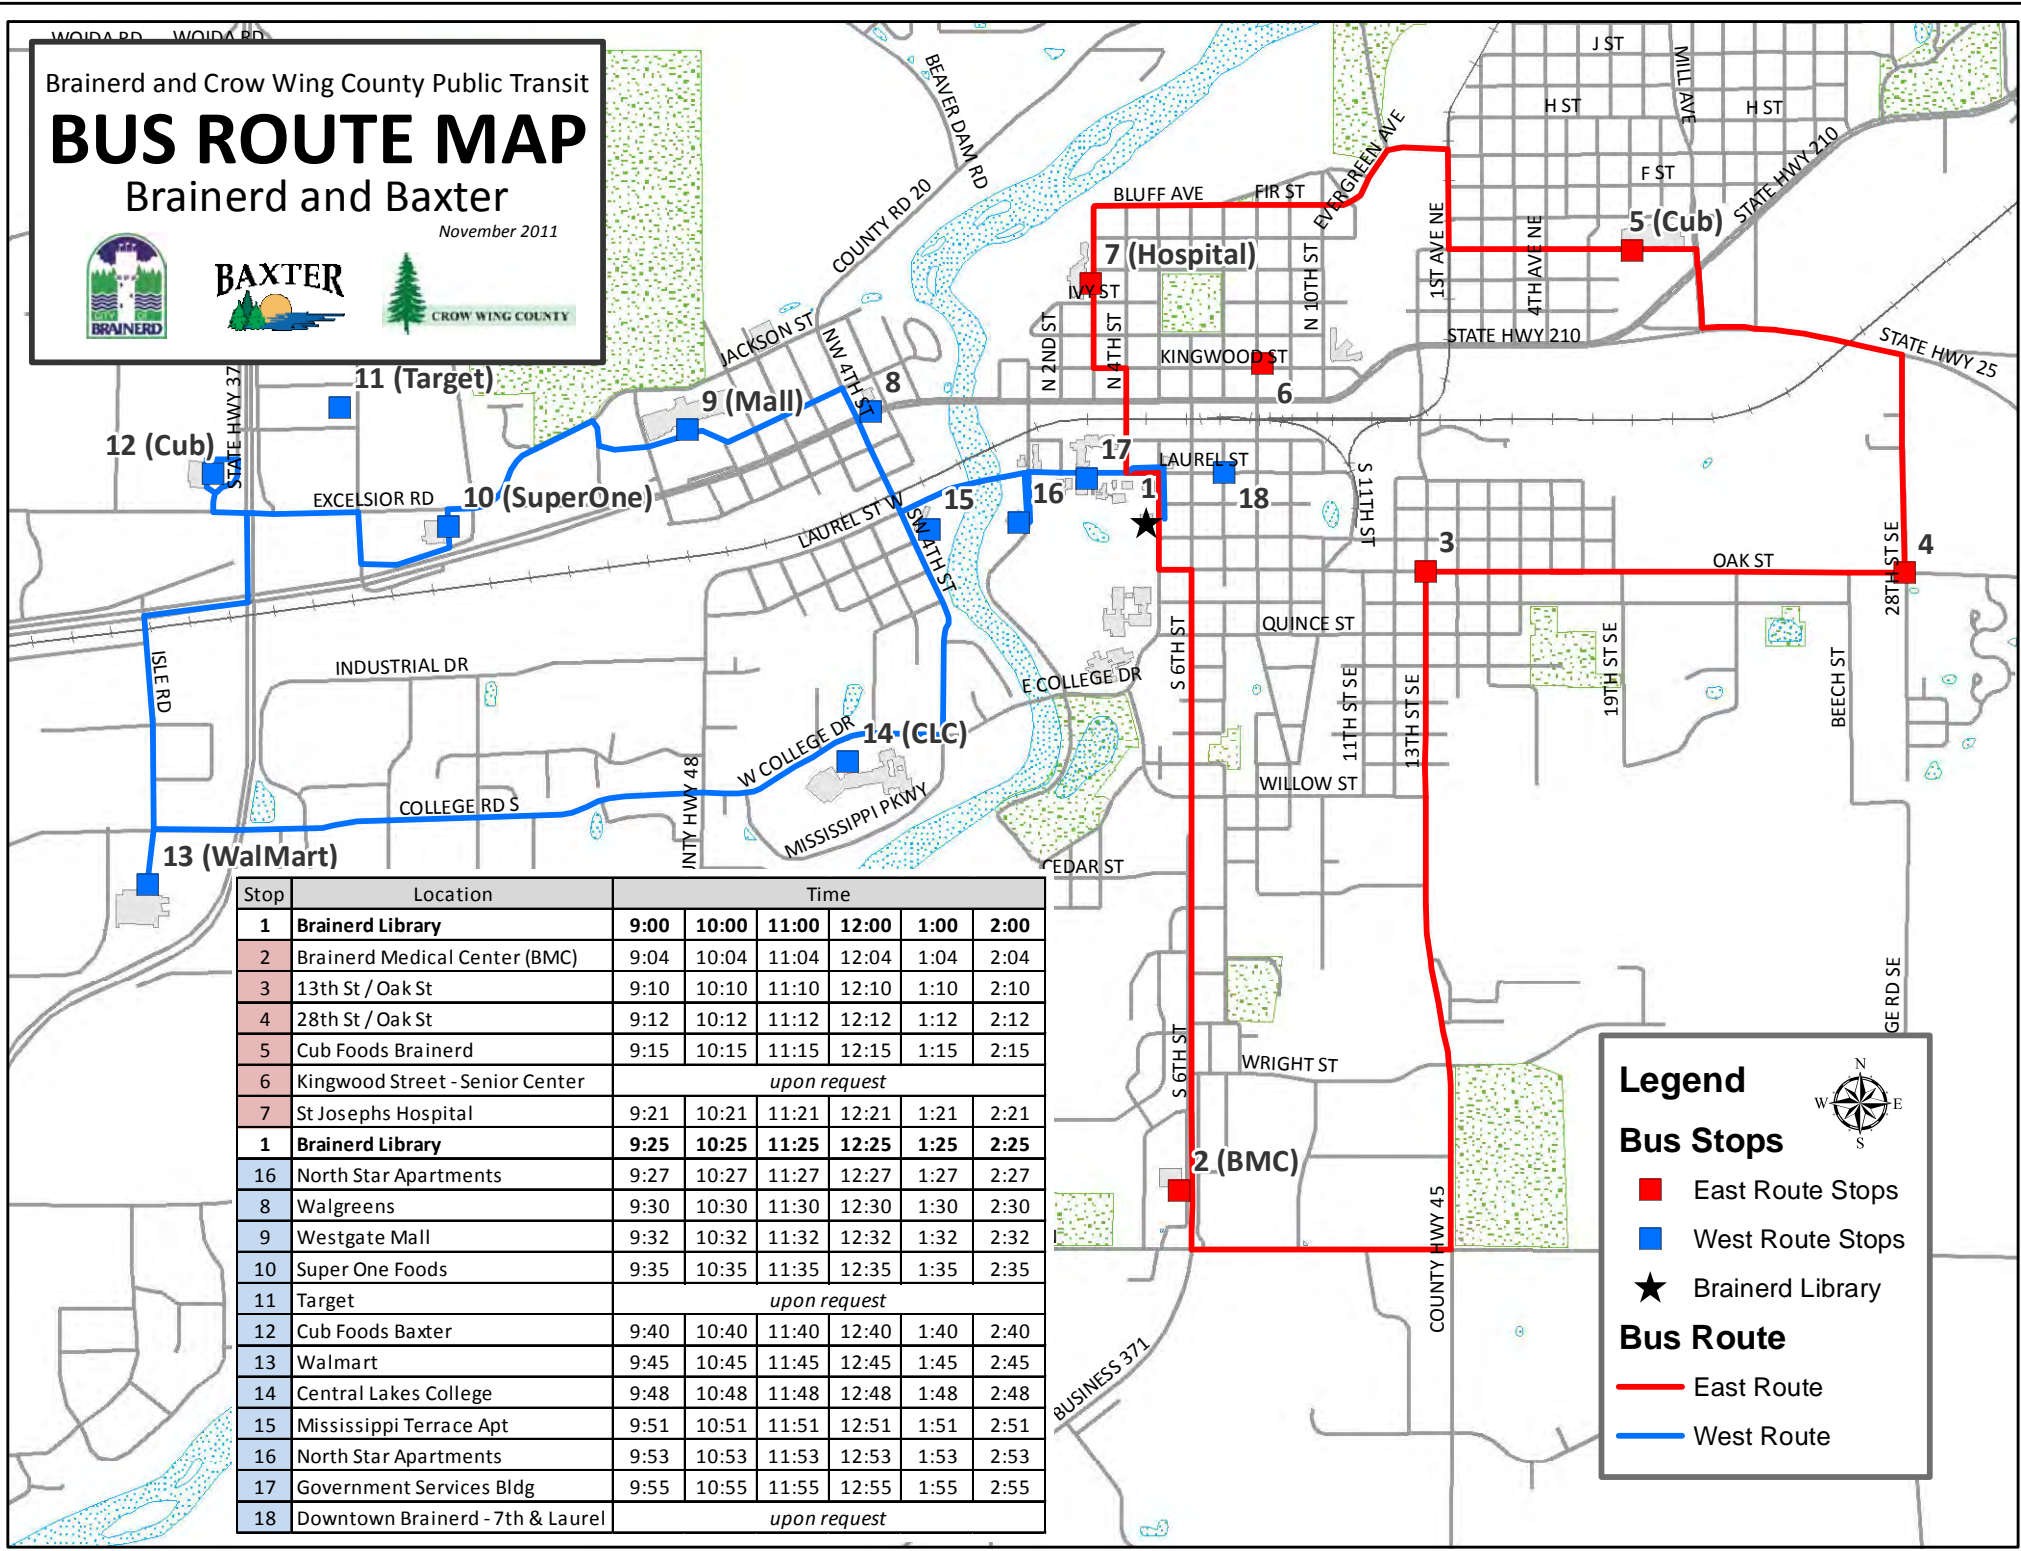 WOIDA RD
WOIDA RD
Brainerd and Crow Wing County Public Transit
BUS ROUTE MAP
Brainerd and Baxter
November 2011
BRAINERD
BAXTER
CROW WING COUNTY
BEAVER DAM RD
COUNTY RD 20
JACKSON ST
NW 4TH ST
BLUFF AVE
FIR ST
EVERGREEN AVE
J ST
MILL AVE
H ST
H ST
F ST
STATE HWY 210
5 (Cub)
1ST AVE NE
4TH AVE NE
7 (Hospital)
IVY ST
N 10TH ST
N 2ND ST
N 4TH ST
KINGWOOD ST
6
STATE HWY 210
STATE HWY 25
11 (Target)
STATE HWY 37
12 (Cub)
9 (Mall)
8
EXCELSIOR RD
10 (SuperOne)
LAUREL ST W
SW 4TH ST
15
16
17
LAUREL ST
1
18
S 11TH ST
3
OAK ST
4
28TH ST SE
ISLE RD
INDUSTRIAL DR
QUINCE ST
S 6TH ST
E COLLEGE DR
11TH ST SE
13TH ST SE
19TH ST SE
BEECH ST
W COLLEGE DR
14 (CLC)
COLLEGE RD S
UNTY HWY 48
MISSISSIPPI PKWY
WILLOW ST
CEDAR ST
13 (WalMart)
S 6TH ST
WRIGHT ST
GE RD SE
2 (BMC)
COUNTY HWY 45
BUSINESS 371
Stop Location Time
1 Brainerd Library 9:00 10:00 11:00 12:00 1:00 2:00
2 Brainerd Medical Center (BMC) 9:04 10:04 11:04 12:04 1:04 2:04
3 13th St / Oak St 9:10 10:10 11:10 12:10 1:10 2:10
4 28th St / Oak St 9:12 10:12 11:12 12:12 1:12 2:12
5 Cub Foods Brainerd 9:15 10:15 11:15 12:15 1:15 2:15
6 Kingwood Street - Senior Center upon request
7 St Josephs Hospital 9:21 10:21 11:21 12:21 1:21 2:21
1 Brainerd Library 9:25 10:25 11:25 12:25 1:25 2:25
16 North Star Apartments 9:27 10:27 11:27 12:27 1:27 2:27
8 Walgreens 9:30 10:30 11:30 12:30 1:30 2:30
9 Westgate Mall 9:32 10:32 11:32 12:32 1:32 2:32
10 Super One Foods 9:35 10:35 11:35 12:35 1:35 2:35
11 Target upon request
12 Cub Foods Baxter 9:40 10:40 11:40 12:40 1:40 2:40
13 Walmart 9:45 10:45 11:45 12:45 1:45 2:45
14 Central Lakes College 9:48 10:48 11:48 12:48 1:48 2:48
15 Mississippi Terrace Apt 9:51 10:51 11:51 12:51 1:51 2:51
16 North Star Apartments 9:53 10:53 11:53 12:53 1:53 2:53
17 Government Services Bldg 9:55 10:55 11:55 12:55 1:55 2:55
18 Downtown Brainerd - 7th & Laurel upon request
Legend
N
W E
S
Bus Stops
East Route Stops
West Route Stops
Brainerd Library
Bus Route
East Route
West Route